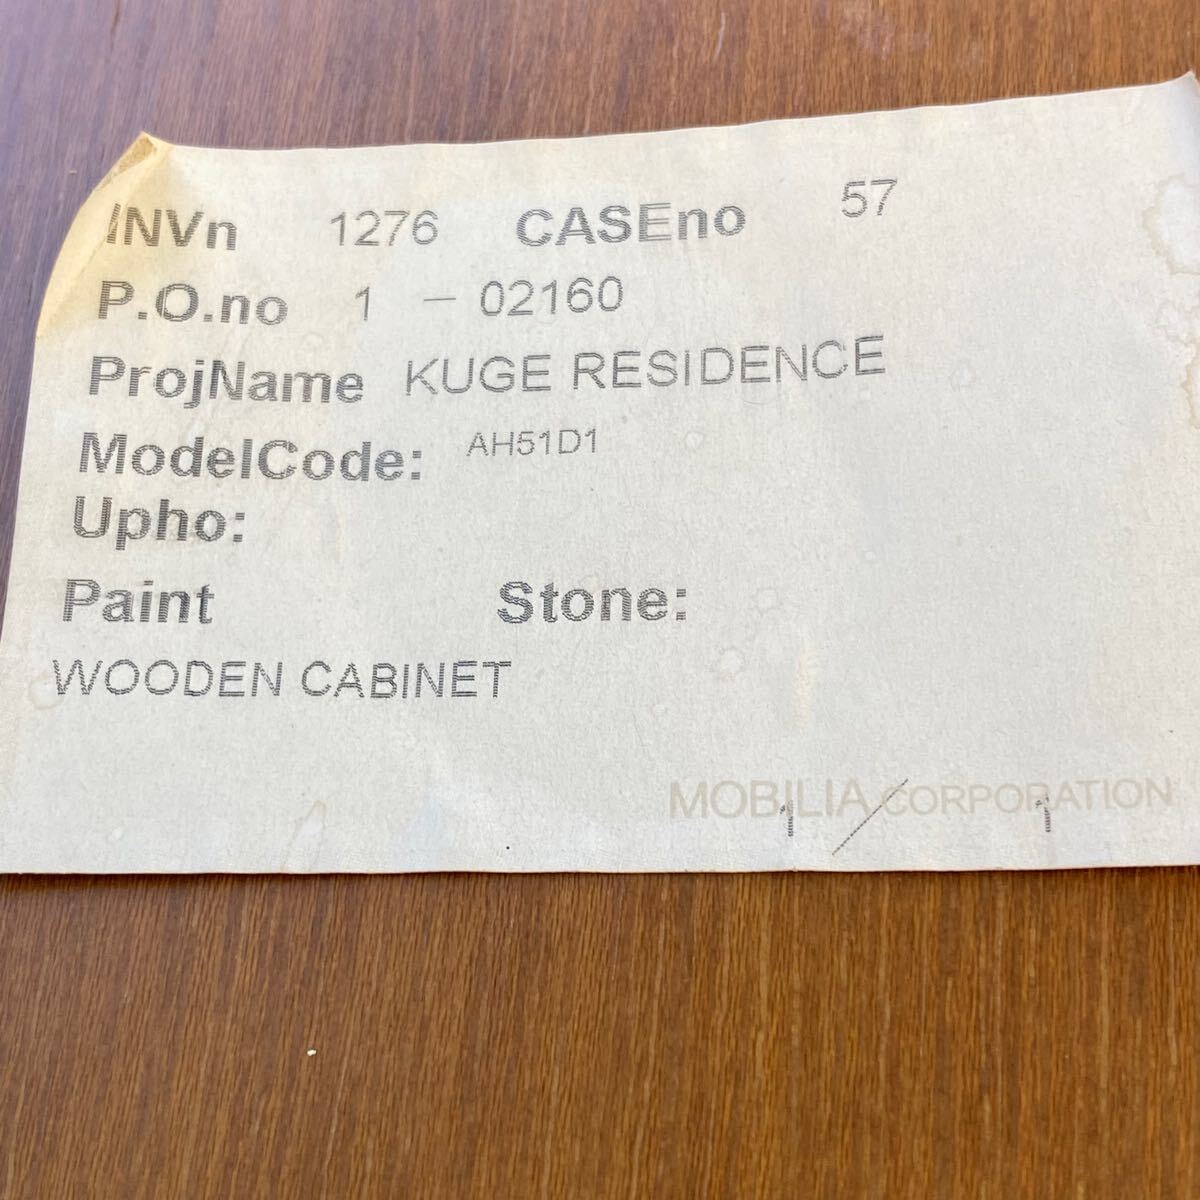 INVn 1276 CASEno 57
P.O.no 1 - 02160
ProjName KUGE RESIDENCE
ModelCode: AH51D1
Upho:
Paint Stone:
WOODEN CABINET
MOBILIA CORPORATION
1 / 1